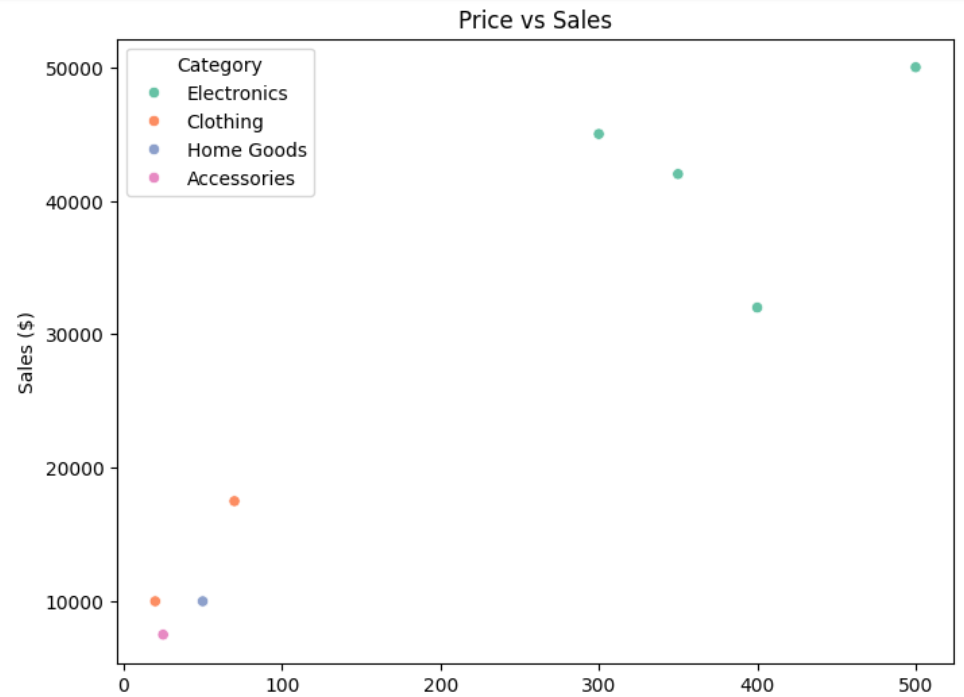 Price vs Sales
Category
Electronics
Clothing
Home Goods
Accessories
Sales ($)
50000
40000
30000
20000
10000
0 100 200 300 400 500